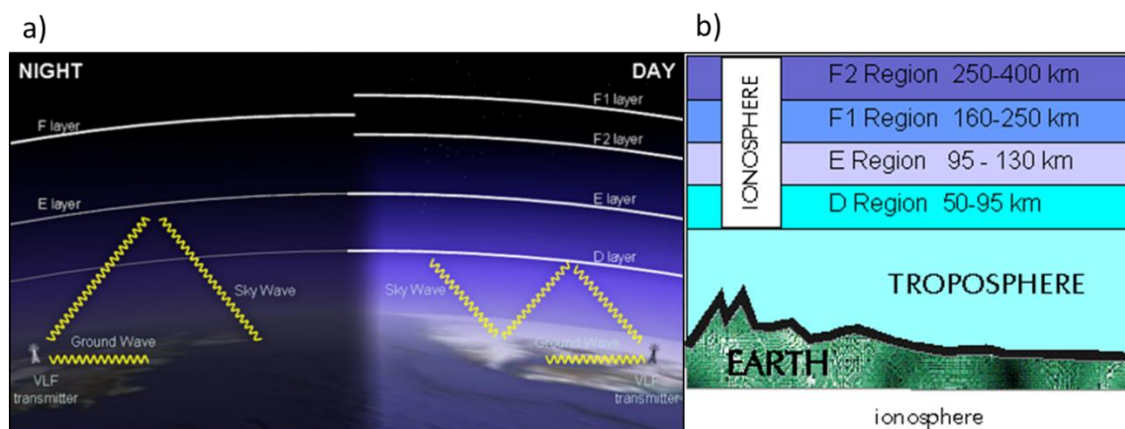 a)
NIGHT
DAY
F layer
F1 layer
F2 layer
E layer
E layer
D layer
Sky Wave
Sky Wave
Ground Wave
Ground Wave
VLF
transmitter
VLF
transmitter
b)
IONOSPHERE
F2 Region 250-400 km
F1 Region 160-250 km
E Region 95 - 130 km
D Region 50-95 km
TROPOSPHERE
EARTH
ionosphere